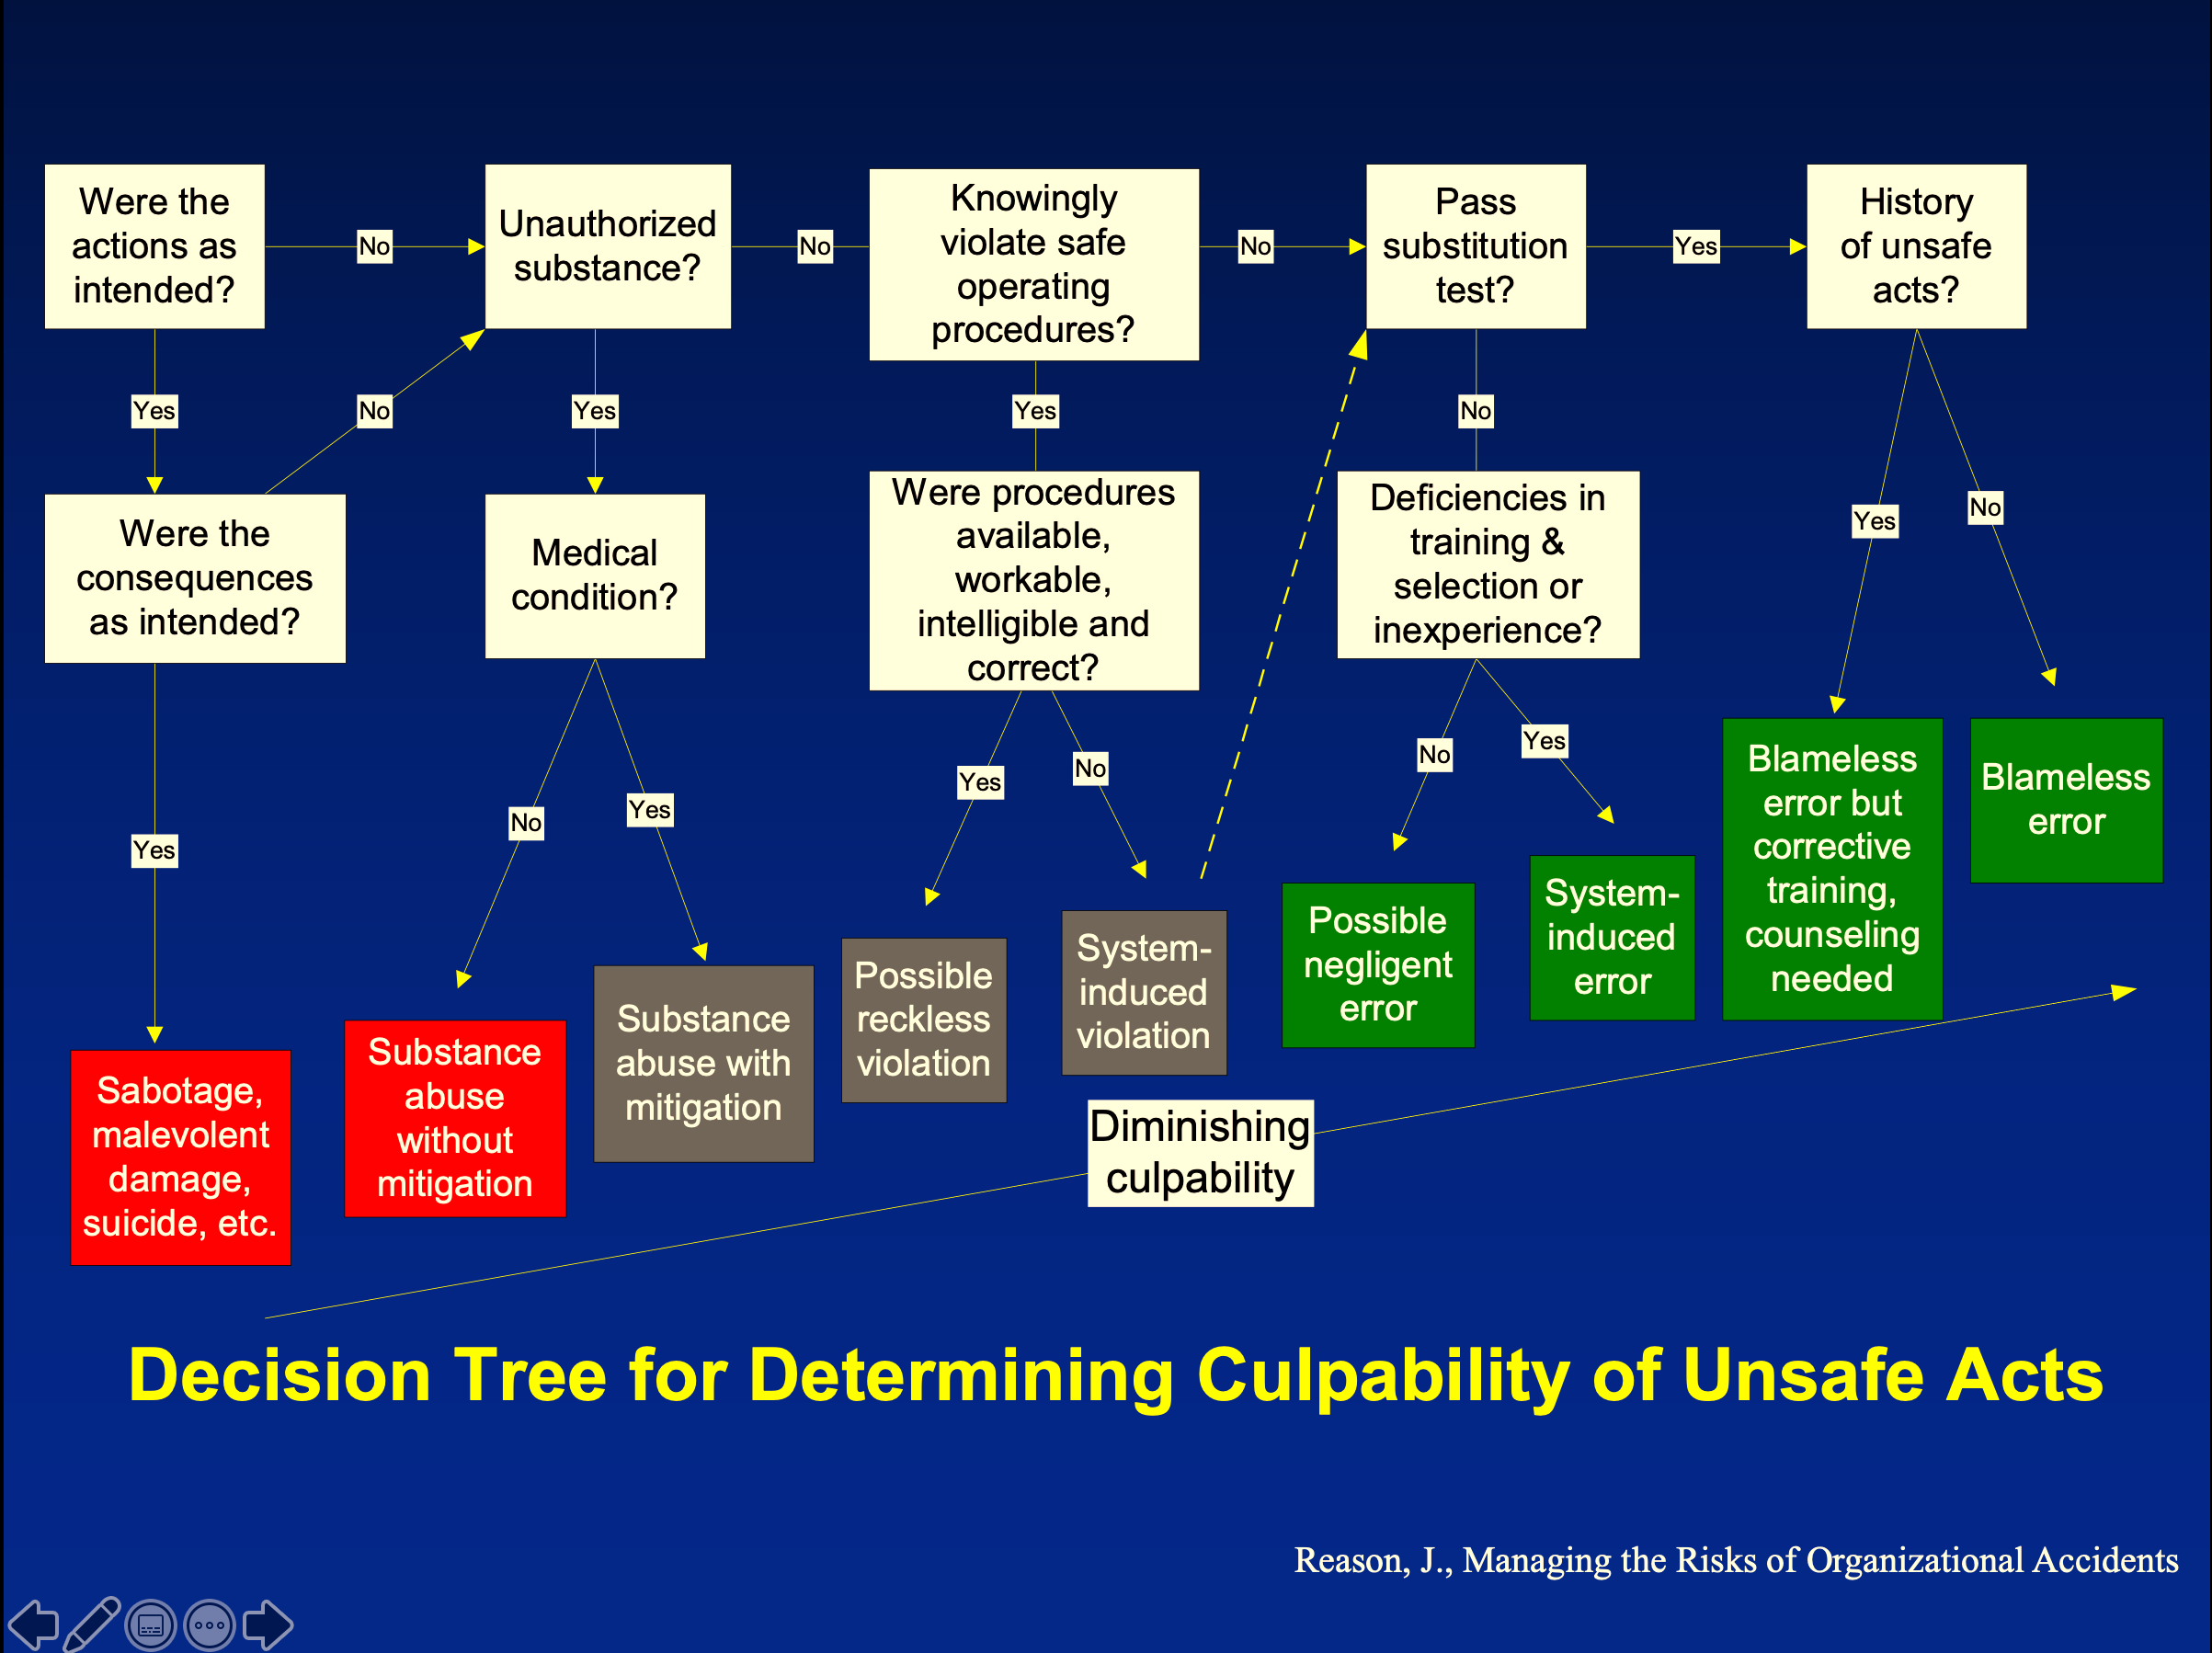 Were the
actions as
intended?
No
Unauthorized
substance?
No
Knowingly
violate safe
operating
procedures?
No
Pass
substitution
test?
Yes
History
of unsafe
acts?
Yes
No
Yes
Yes
No
Were the
consequences
as intended?
Medical
condition?
Were procedures
available,
workable,
intelligible and
correct?
Deficiencies in
training &
selection or
inexperience?
Yes
No
Yes
No
Yes
Yes
No
No
Yes
Sabotage,
malevolent
damage,
suicide, etc.
Substance
abuse
without
mitigation
Substance
abuse with
mitigation
Possible
reckless
violation
System-
induced
violation
Possible
negligent
error
System-
induced
error
Blameless
error but
corrective
training,
counseling
needed
Blameless
error
Diminishing
culpability
Decision Tree for Determining Culpability of Unsafe Acts
Reason, J., Managing the Risks of Organizational Accidents